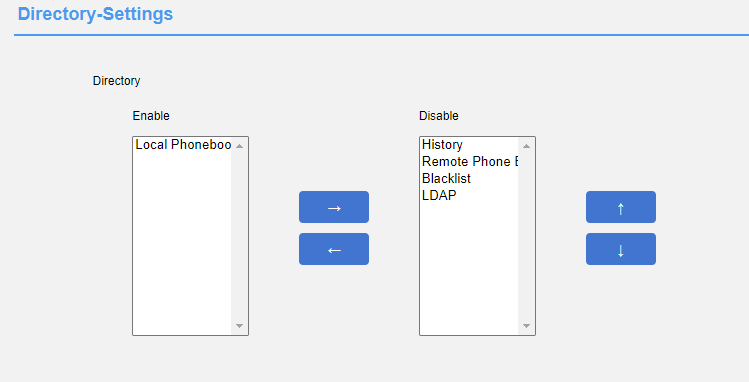 Directory-Settings
Directory
Enable
Disable
Local Phoneboo
History
Remote Phone E
Blacklist
LDAP
→
←
↑
↓